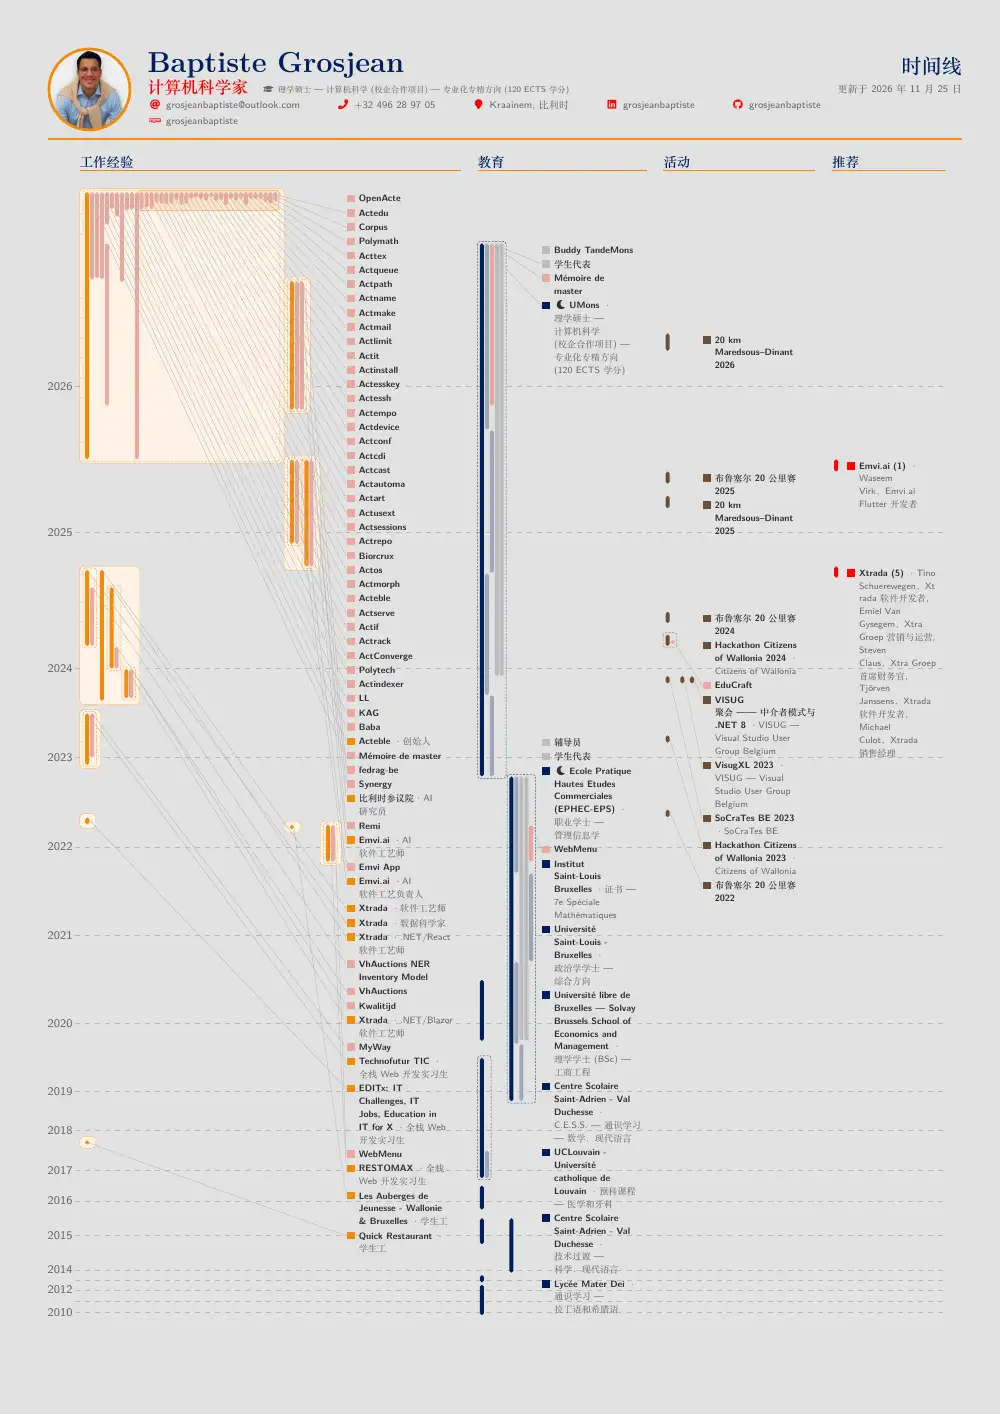 Baptiste Grosjean
时间线
计算机科学家
理学硕士 — 计算机科学 (校企合作项目) — 专业化专精方向 (120 ECTS 学分)
更新于 2026 年 11 月 25 日
grosjeanbaptiste@outlook.com
+32 496 28 97 05
Kraainem, 比利时
grosjeanbaptiste
grosjeanbaptiste
grosjeanbaptiste
工作经验
教育
活动
推荐
2026
2025
2024
2023
2022
2021
2020
2019
2018
2017
2016
2015
2014
2012
2010
OpenActe
Actedu
Corpus
Polymath
Acttex
Actqueue
Actpath
Actname
Actmake
Actmail
Actlimit
Actit
Actinstall
Actesskey
Actessh
Actempo
Actdevice
Actconf
Actcdi
Actcast
Actautoma
Actart
Actusext
Actsessions
Actrepo
Biorcrux
Actos
Actmorph
Acteble
Actserve
Actif
Actrack
ActConverge
Polytech
Actindexer
LL
KAG
Baba
Acteble · 创始人
Mémoire de master
fedrag-be
Synergy
比利时参议院 · AI
研究员
Remi
Emvi.ai · AI
软件工艺师
Emvi App
Emvi.ai · AI
软件工艺负责人
Xtrada · 软件工艺师
Xtrada · 数据科学家
Xtrada · .NET/React
软件工艺师
VhAuctions NER
Inventory Model
VhAuctions
Kwalitijd
Xtrada · .NET/Blazor
软件工艺师
MyWay
Technofutur TIC ·
全栈 Web 开发实习生
EDITx: IT
Challenges, IT
Jobs, Education in
IT for X · 全栈 Web
开发实习生
WebMenu
RESTOMAX · 全栈
Web 开发实习生
Les Auberges de
Jeunesse - Wallonie
& Bruxelles · 学生工
Quick Restaurant ·
学生工
Buddy TandeMons
学生代表
Mémoire de
master
UMons ·
理学硕士 —
计算机科学
(校企合作项目) —
专业化专精方向
(120 ECTS 学分)
辅导员
学生代表
Ecole Pratique
Hautes Etudes
Commerciales
(EPHEC-EPS) ·
职业学士 —
管理信息学
WebMenu
Institut
Saint-Louis
Bruxelles · 证书 —
7e Spéciale
Mathématiques
Université
Saint-Louis -
Bruxelles ·
政治学学士 —
综合方向
Université libre de
Bruxelles — Solvay
Brussels School of
Economics and
Management ·
理学学士 (BSc) —
工商工程
Centre Scolaire
Saint-Adrien - Val
Duchesse ·
C.E.S.S. — 通识学习
— 数学、现代语言
UCLouvain -
Université
catholique de
Louvain · 预科课程
— 医学和牙科
Centre Scolaire
Saint-Adrien - Val
Duchesse ·
技术过渡 —
科学、现代语言
Lycée Mater Dei ·
通识学习 —
拉丁语和希腊语
20 km
Maredsous–Dinant
2026
布鲁塞尔 20 公里赛
2025
20 km
Maredsous–Dinant
2025
布鲁塞尔 20 公里赛
2024
Hackathon Citizens
of Wallonia 2024 ·
Citizens of Wallonia
EduCraft
VISUG
聚会 —— 中介者模式与
.NET 8 · VISUG —
Visual Studio User
Group Belgium
VisugXL 2023 ·
VISUG — Visual
Studio User Group
Belgium
SoCraTes BE 2023
· SoCraTes BE
Hackathon Citizens
of Wallonia 2023 ·
Citizens of Wallonia
布鲁塞尔 20 公里赛
2022
Emvi.ai (1) ·
Waseem
Virk、Emvi.ai
Flutter 开发者
Xtrada (5) · Tino
Schuerewegen、Xt
rada 软件开发者,
Emiel Van
Gysegem、Xtra
Groep 营销与运营,
Steven
Claus、Xtra Groep
首席财务官,
Tjörven
Janssens、Xtrada
软件开发者,
Michael
Culot、Xtrada
销售经理